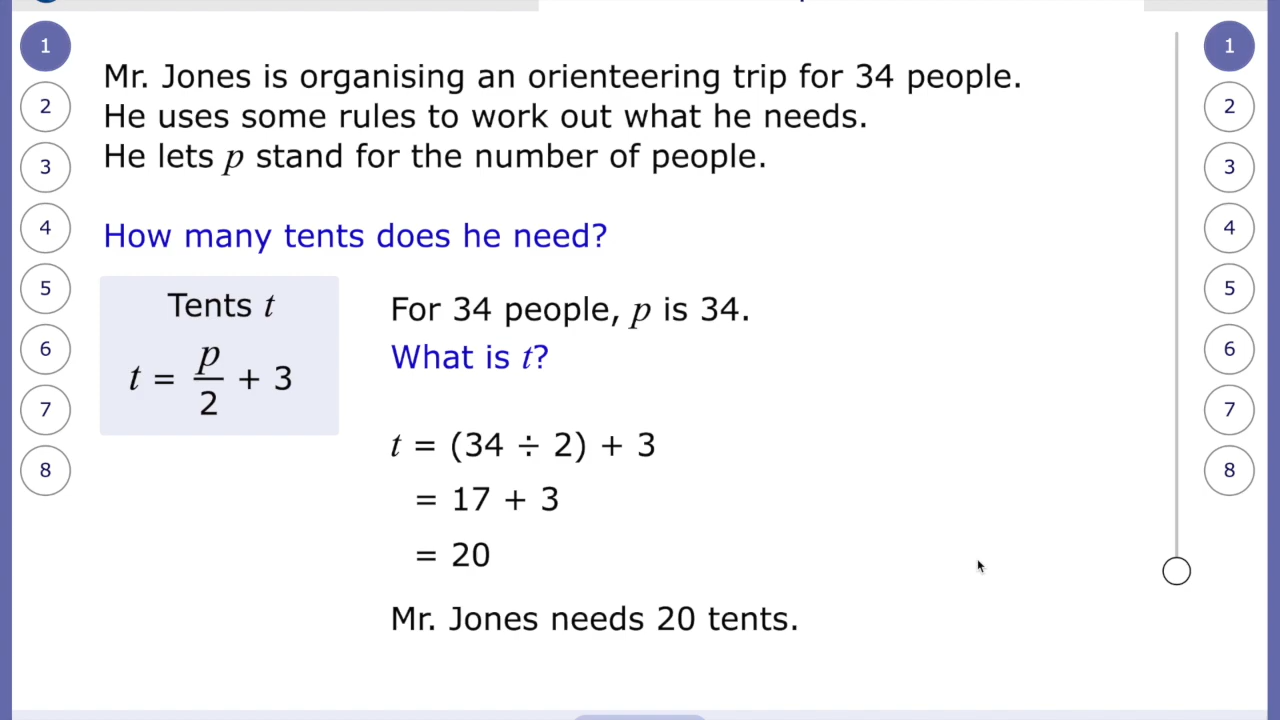 1
2
3
4
5
6
7
8
Mr. Jones is organising an orienteering trip for 34 people.
He uses some rules to work out what he needs.
He lets p stand for the number of people.
How many tents does he need?
Tents t
t = p/2 + 3
For 34 people, p is 34.
What is t?
t = (34 ÷ 2) + 3
= 17 + 3
= 20
Mr. Jones needs 20 tents.
1
2
3
4
5
6
7
8